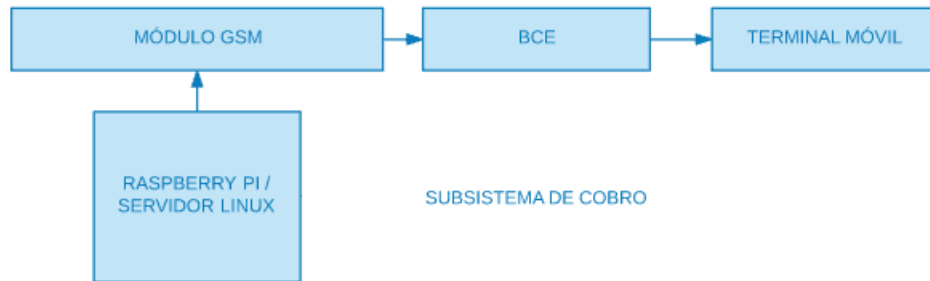 MÓDULO GSM
BCE
TERMINAL MÓVIL
RASPBERRY PI /
SERVIDOR LINUX
SUBSISTEMA DE COBRO